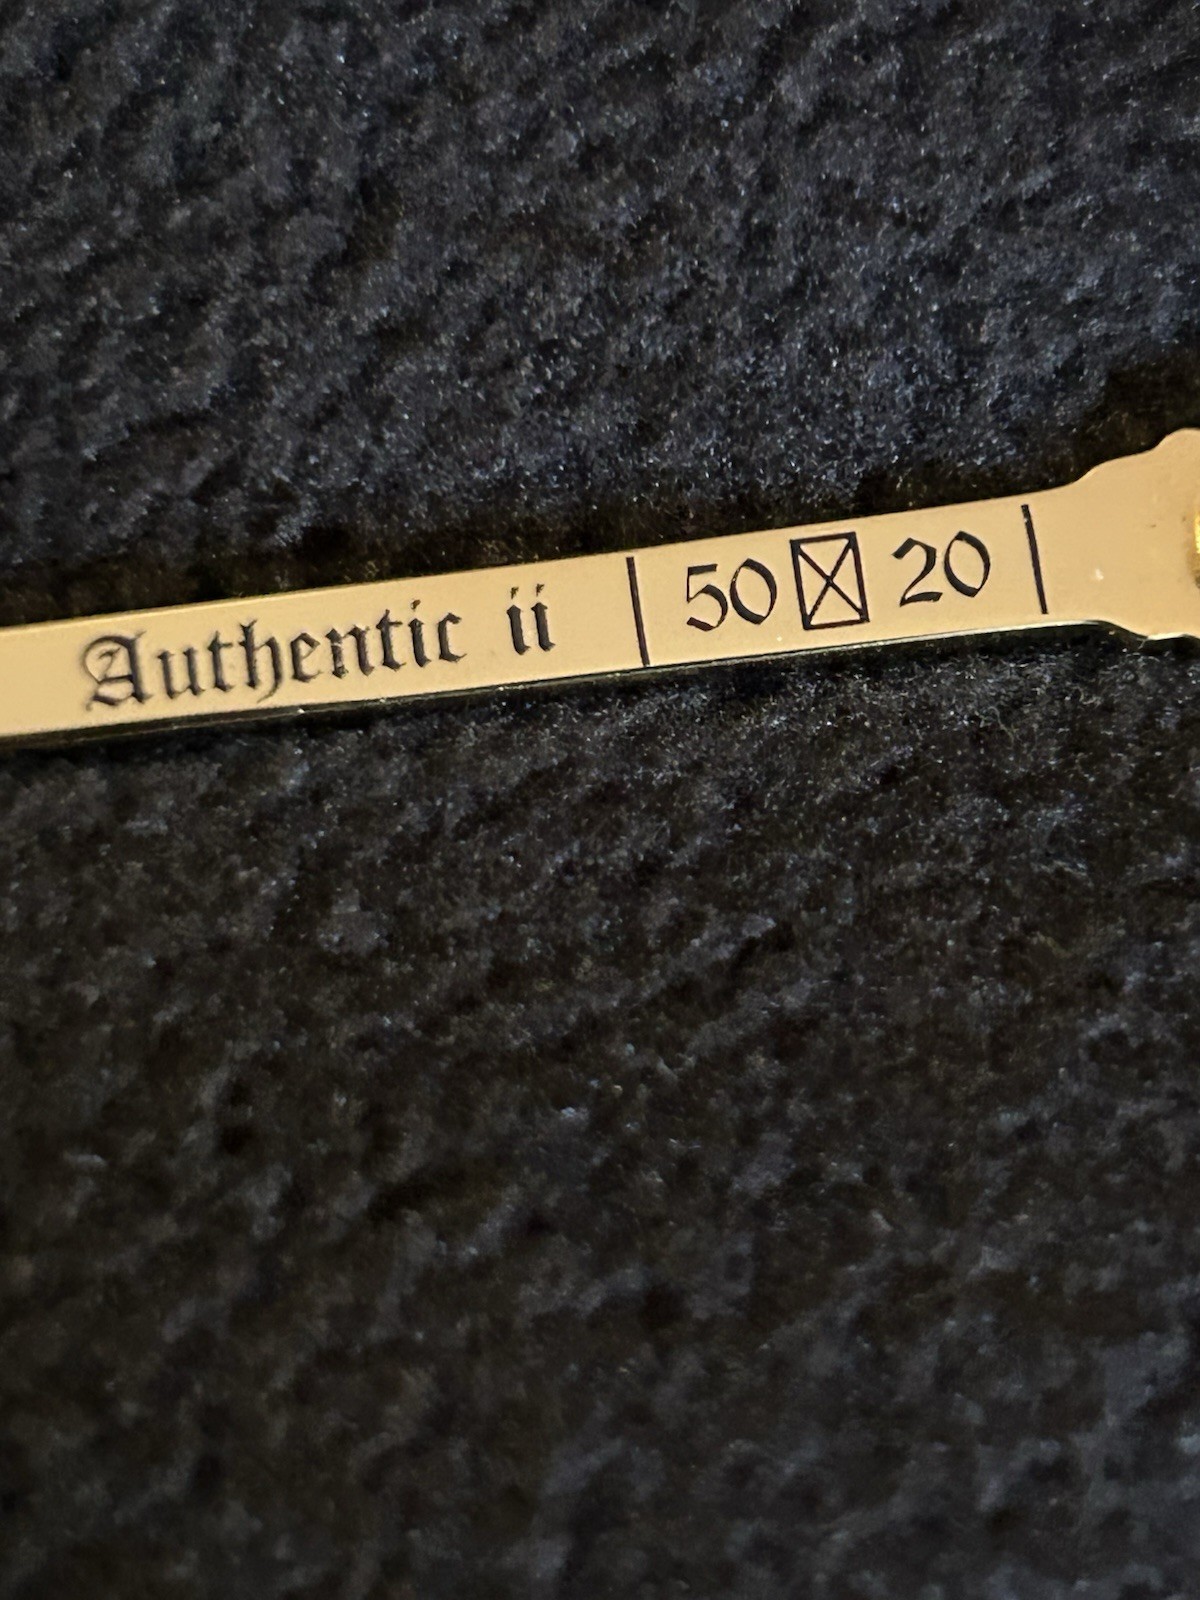 Authentic ii | 50☒ 20 |